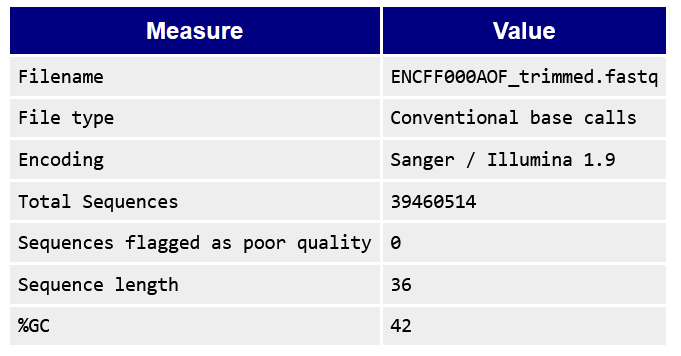 Measure Value
Filename ENCFF000AOF_trimmed.fastq
File type Conventional base calls
Encoding Sanger / Illumina 1.9
Total Sequences 39460514
Sequences flagged as poor quality 0
Sequence length 36
%GC 42